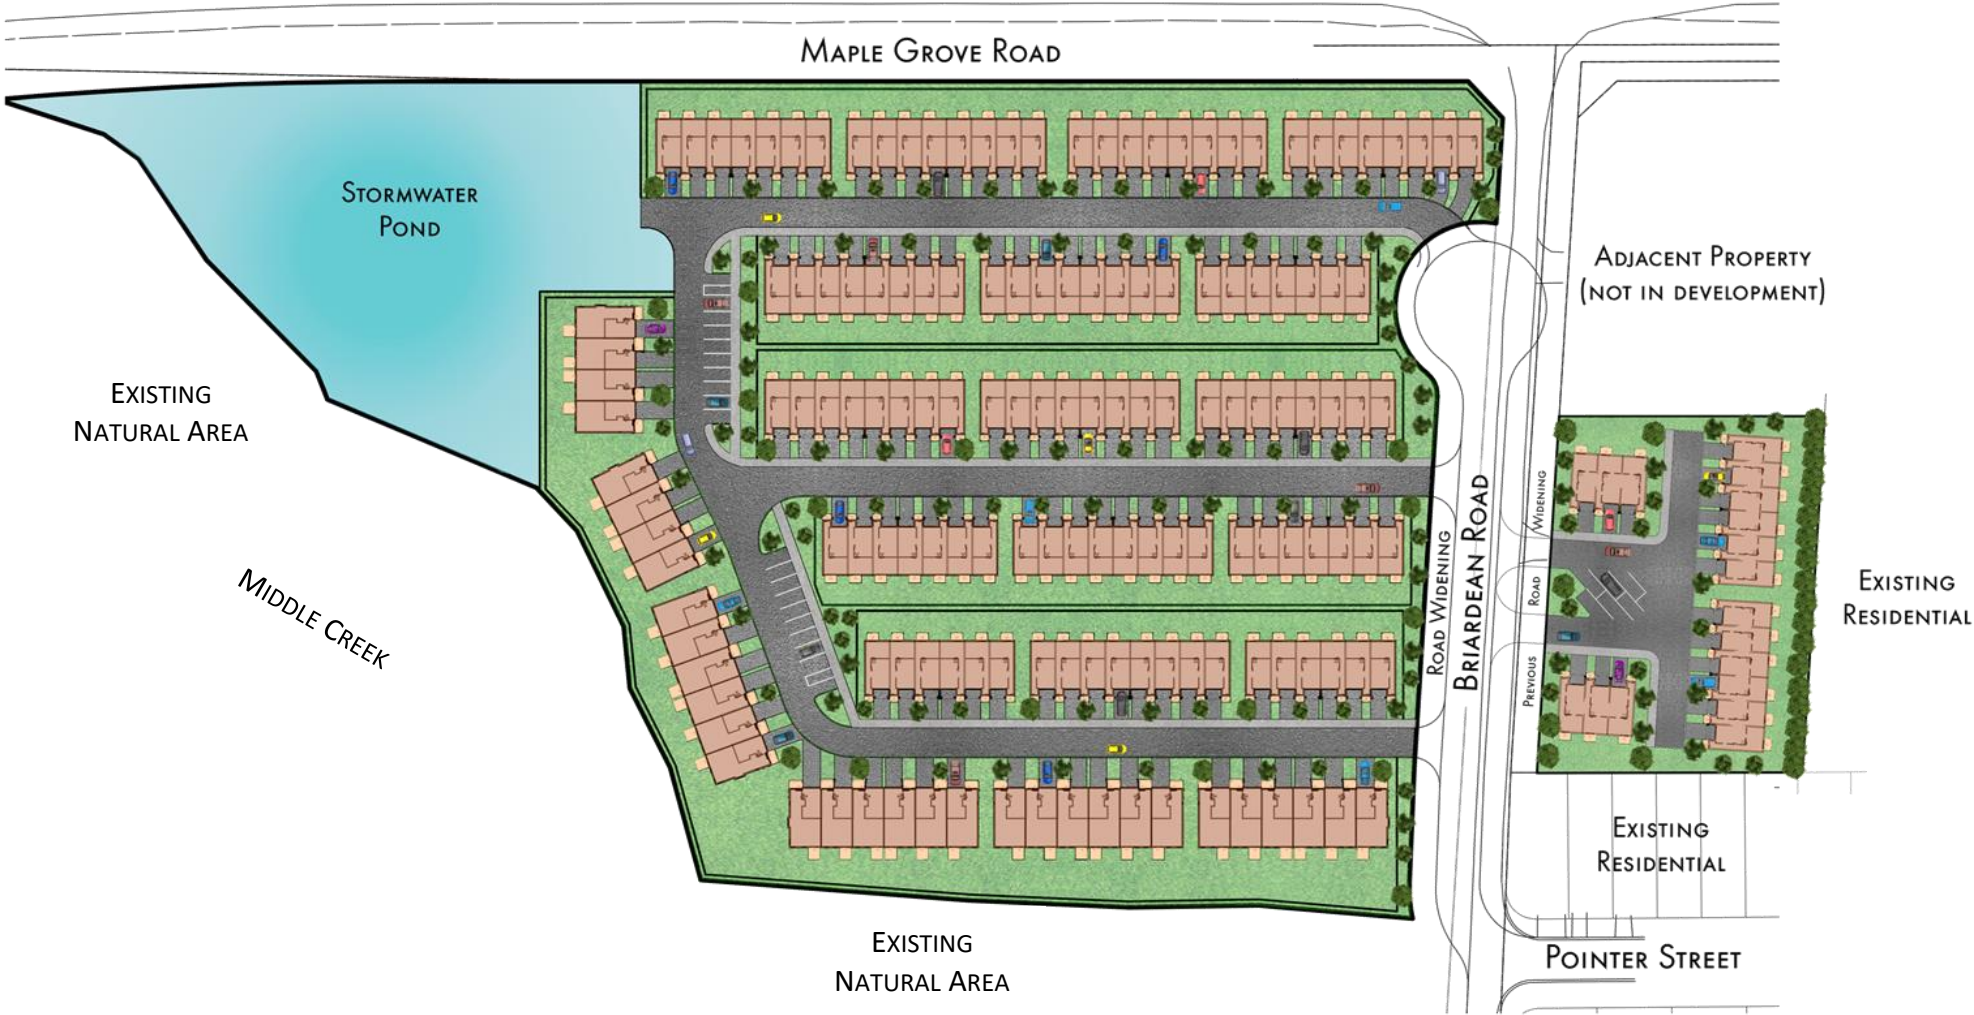 MAPLE GROVE ROAD
STORMWATER
POND
ADJACENT PROPERTY
(NOT IN DEVELOPMENT)
EXISTING
NATURAL AREA
MIDDLE CREEK
ROAD WIDENING
BRIARDEAN ROAD
PREVIOUS ROAD WIDENING
EXISTING
RESIDENTIAL
EXISTING
RESIDENTIAL
EXISTING
NATURAL AREA
POINTER STREET